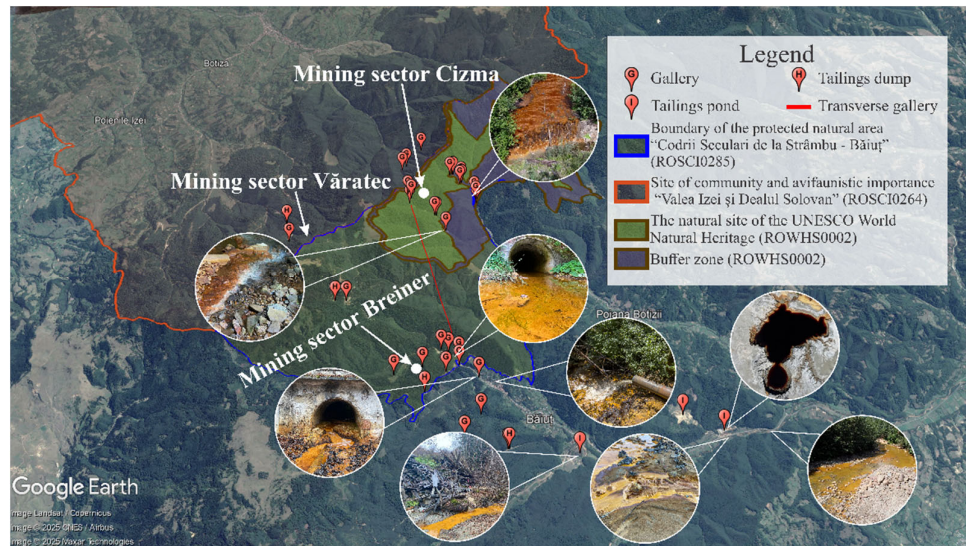 Botiza
Poienile Izei
Mining sector Cizma
Mining sector Văratec
Mining sector Breiner
Poiana Botizii
Băiuț
Legend
G Gallery
H Tailings dump
I Tailings pond
Transverse gallery
Boundary of the protected natural area
“Codrii Seculari de la Strâmbu - Băiuț”
(ROSCI0285)
Site of community and avifaunistic importance
“Valea Izei și Dealul Solovan” (ROSCI0264)
The natural site of the UNESCO World
Natural Heritage (ROWHS0002)
Buffer zone (ROWHS0002)
Google Earth
Image Landsat / Copernicus
Image © 2025 CNES / Airbus
Image © 2025 Maxar Technologies